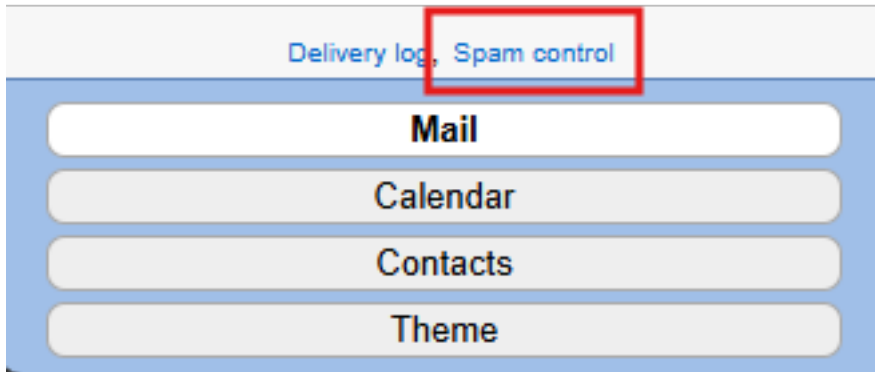 Delivery log, Spam control
Mail
Calendar
Contacts
Theme